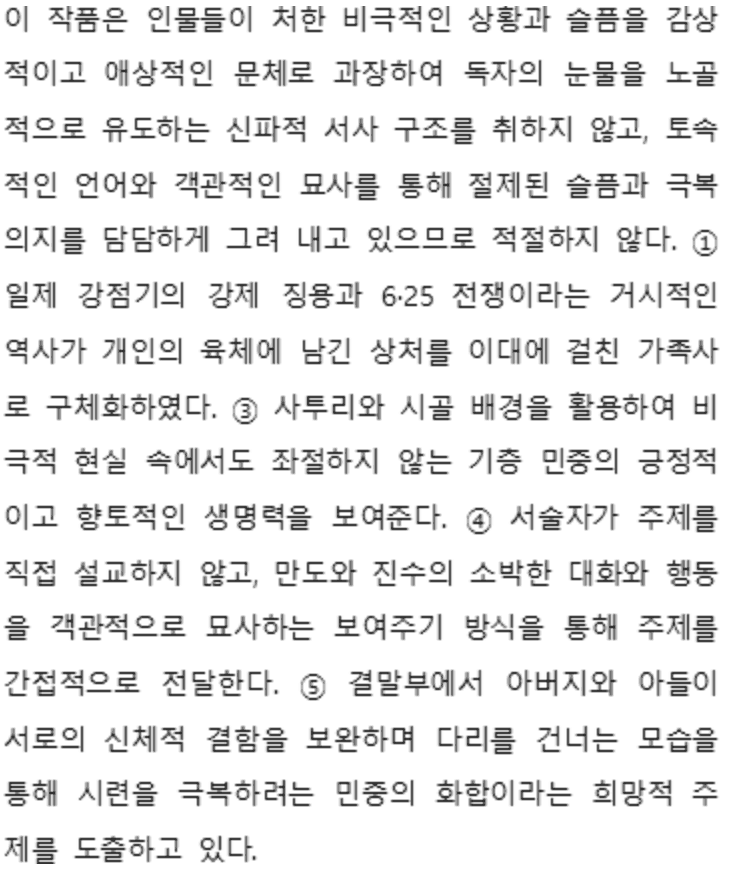 이 작품은 인물들이 처한 비극적인 상황과 슬픔을 감상
적이고 애상적인 문체로 과장하여 독자의 눈물을 노골
적으로 유도하는 신파적 서사 구조를 취하지 않고, 토속
적인 언어와 객관적인 묘사를 통해 절제된 슬픔과 극복
의지를 담담하게 그려 내고 있으므로 적절하지 않다. ①
일제 강점기의 강제 징용과 6·25 전쟁이라는 거시적인
역사가 개인의 육체에 남긴 상처를 이대에 걸친 가족사
로 구체화하였다. ③ 사투리와 시골 배경을 활용하여 비
극적 현실 속에서도 좌절하지 않는 기층 민중의 긍정적
이고 향토적인 생명력을 보여준다. ④ 서술자가 주제를
직접 설교하지 않고, 만도와 진수의 소박한 대화와 행동
을 객관적으로 묘사하는 보여주기 방식을 통해 주제를
간접적으로 전달한다. ⑤ 결말부에서 아버지와 아들이
서로의 신체적 결함을 보완하며 다리를 건너는 모습을
통해 시련을 극복하려는 민중의 화합이라는 희망적 주
제를 도출하고 있다.